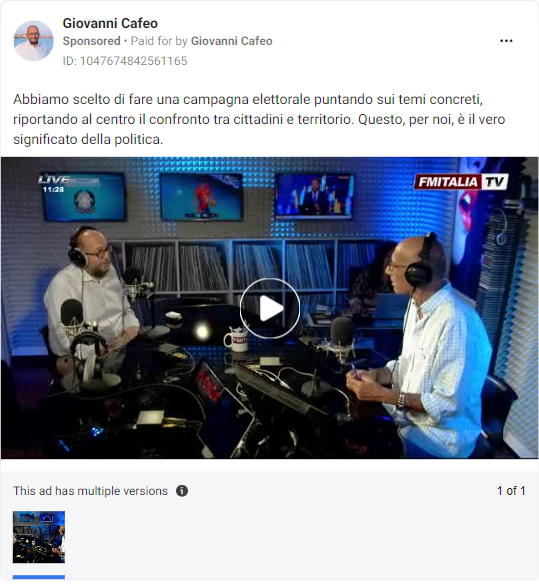 Giovanni Cafeo
Sponsored • Paid for by Giovanni Cafeo
ID: 1047674842561165
Abbiamo scelto di fare una campagna elettorale puntando sui temi concreti,
riportando al centro il confronto tra cittadini e territorio. Questo, per noi, è il vero
significato della politica.
LIVE
11:28
FMITALIA TV
This ad has multiple versions
1 of 1